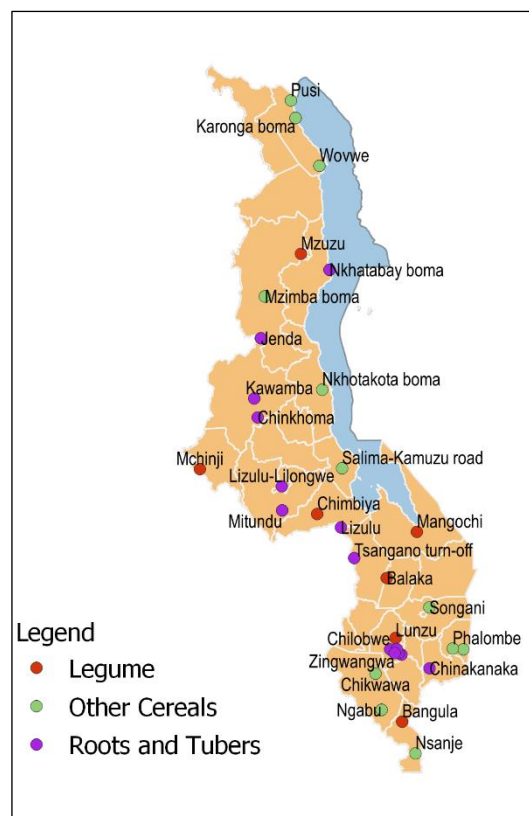 Pusi
Karonga boma
Wovwe
Mzuzu
Nkhatabay boma
Mzimba boma
Jenda
Nkhotakota boma
Kawamba
Chinkhoma
Mchinji
Salima-Kamuzu road
Lizulu-Lilongwe
Chimbiya
Mitundu
Lizulu
Mangochi
Tsangano turn-off
Balaka
Songani
Lunzu
Chilobwe
Phalombe
Zingwangwa
Chinakanaka
Chikwawa
Ngabu
Bangula
Nsanje
Legend
Legume
Other Cereals
Roots and Tubers